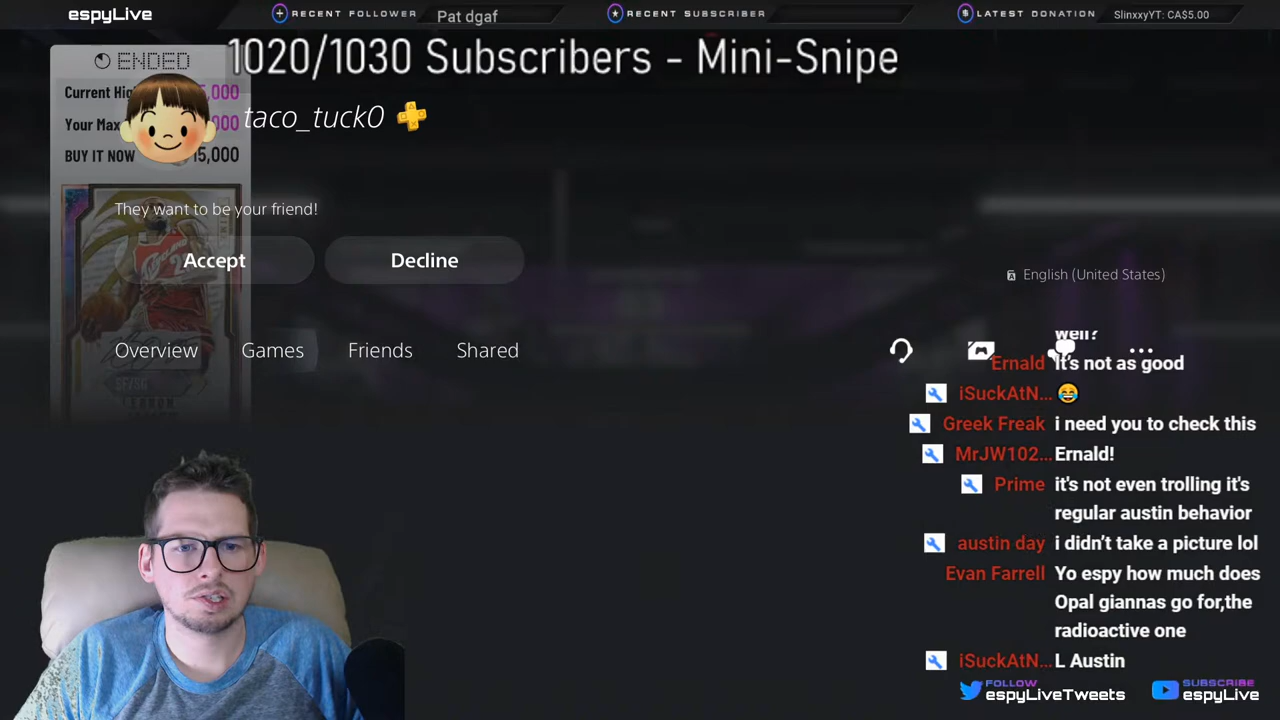 espyLive
RECENT FOLLOWER
Pat dgaf
RECENT SUBSCRIBER
LATEST DONATION
SlinxxyYT: CA$5.00
1020/1030 Subscribers - Mini-Snipe
ENDED
Current Hig 5,000
Your Max 000
BUY IT NOW 15,000
taco_tuck0
They want to be your friend!
Accept
Decline
English (United States)
Overview
Games
Friends
Shared
well?
Ernald It's not as good
iSuckAtN... 😂
Greek Freak i need you to check this
MrJW102... Ernald!
Prime it's not even trolling it's
regular austin behavior
austin day i didn't take a picture lol
Evan Farrell Yo espy how much does
Opal giannas go for,the
radioactive one
iSuckAtN... L Austin
FOLLOW
espyLiveTweets
SUBSCRIBE
espyLive